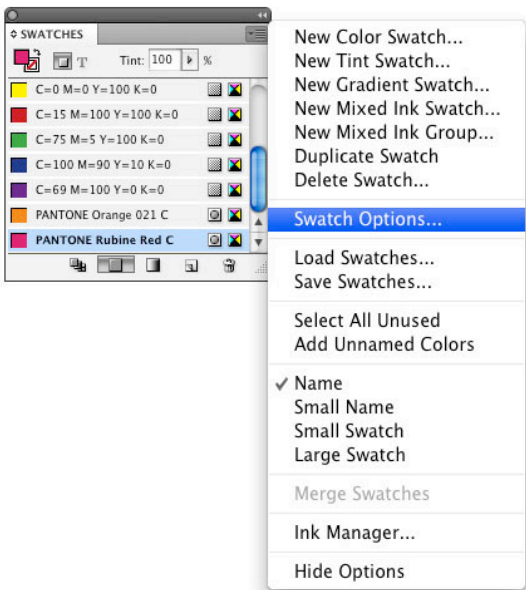 SWATCHES
T Tint: 100 %
C=0 M=0 Y=100 K=0
C=15 M=100 Y=100 K=0
C=75 M=5 Y=100 K=0
C=100 M=90 Y=10 K=0
C=69 M=100 Y=0 K=0
PANTONE Orange 021 C
PANTONE Rubine Red C
New Color Swatch...
New Tint Swatch...
New Gradient Swatch...
New Mixed Ink Swatch...
New Mixed Ink Group...
Duplicate Swatch
Delete Swatch...
Swatch Options...
Load Swatches...
Save Swatches...
Select All Unused
Add Unnamed Colors
Name
Small Name
Small Swatch
Large Swatch
Merge Swatches
Ink Manager...
Hide Options